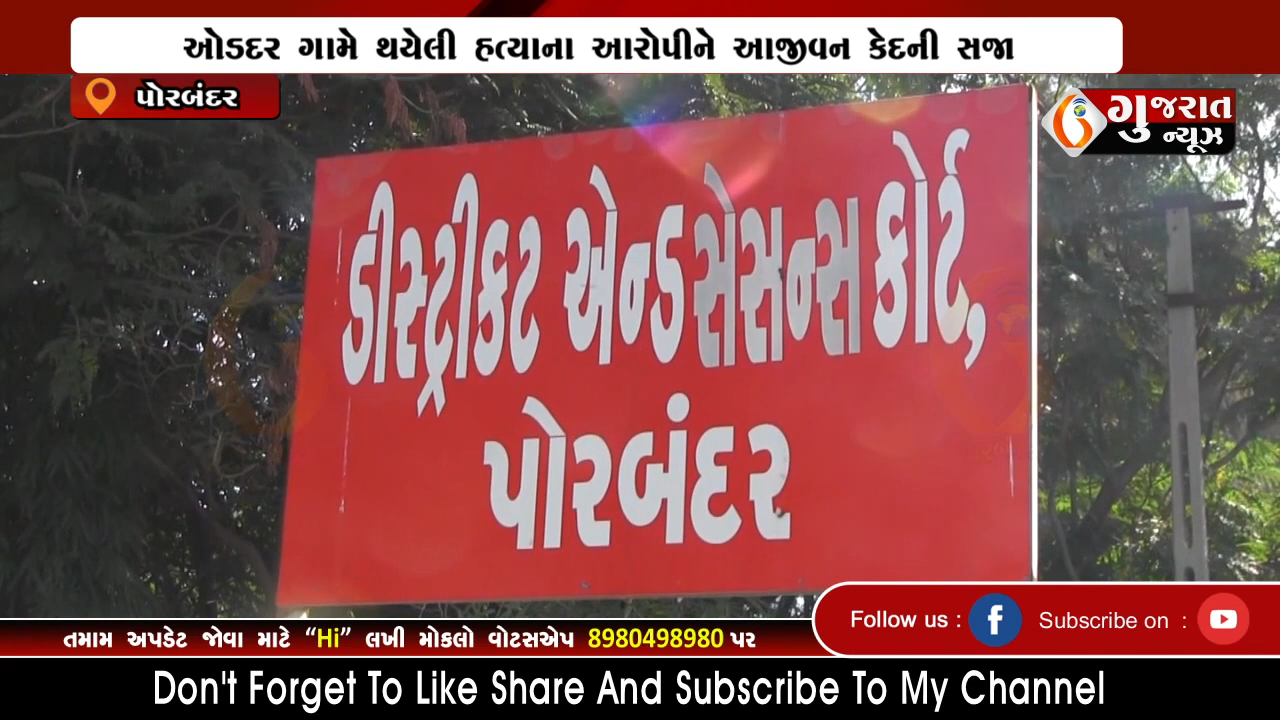 ઓડદર ગામે થયેલી હત્યાના આરોપીને આજીવન કેદની સજા
પોરબંદર
ગુજરાત
ન્યૂઝ
ડીસ્ટ્રીકટ એન્ડ સેસન્સ કોર્ટ,
પોરબંદર
Follow us :
Subscribe on :
તમામ અપડેટ જોવા માટે “Hi” લખી મોકલો વોટસએપ 8980498980 પર
Don't Forget To Like Share And Subscribe To My Channel